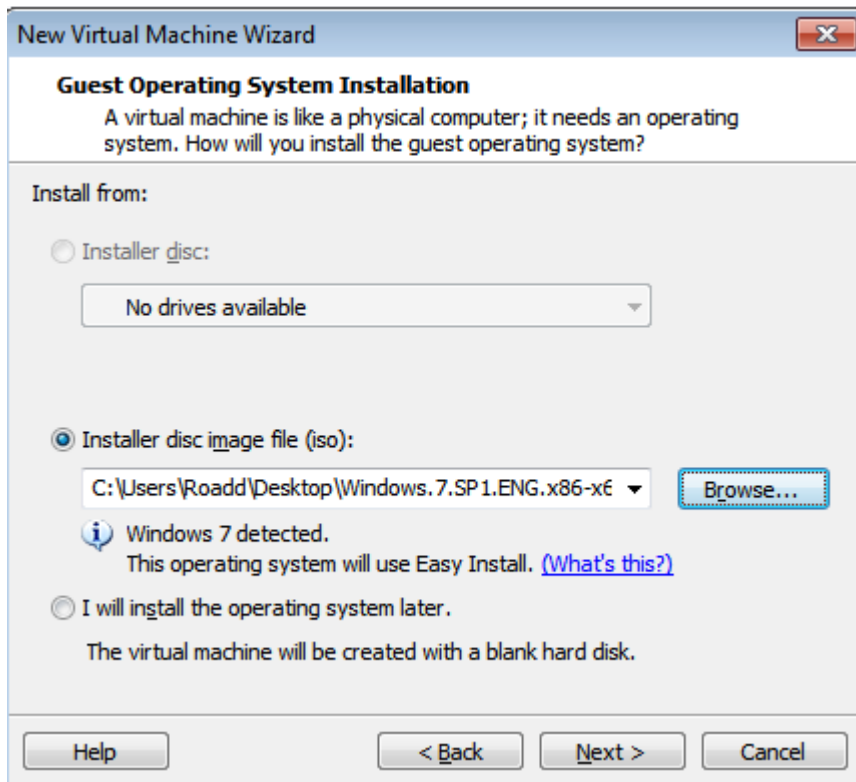 New Virtual Machine Wizard
Guest Operating System Installation
A virtual machine is like a physical computer; it needs an operating
system. How will you install the guest operating system?
Install from:
Installer disc:
No drives available
Installer disc image file (iso):
C:\Users\Roadd\Desktop\Windows.7.SP1.ENG.x86-x6
Browse...
Windows 7 detected.
This operating system will use Easy Install. (What's this?)
I will install the operating system later.
The virtual machine will be created with a blank hard disk.
Help
< Back
Next >
Cancel